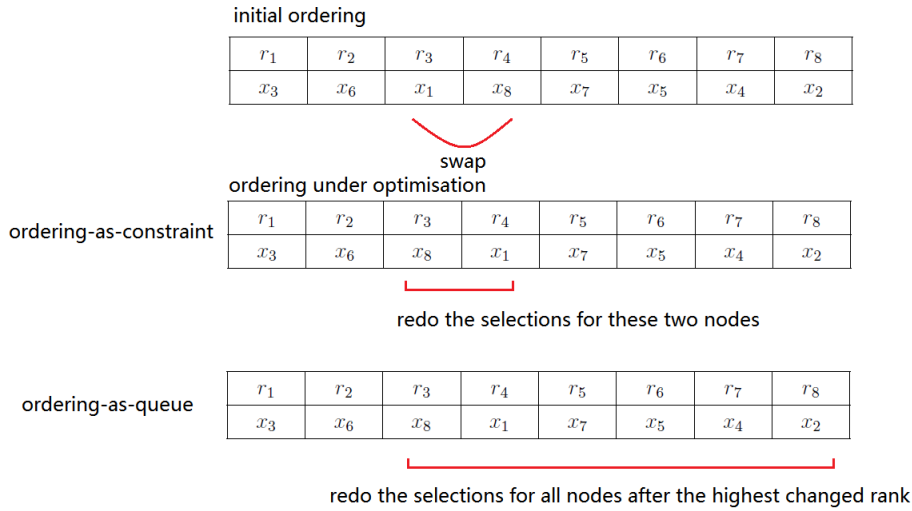 initial ordering
r1 r2 r3 r4 r5 r6 r7 r8
x3 x6 x1 x8 x7 x5 x4 x2
swap
ordering under optimisation
ordering-as-constraint
r1 r2 r3 r4 r5 r6 r7 r8
x3 x6 x8 x1 x7 x5 x4 x2
redo the selections for these two nodes
ordering-as-queue
r1 r2 r3 r4 r5 r6 r7 r8
x3 x6 x8 x1 x7 x5 x4 x2
redo the selections for all nodes after the highest changed rank